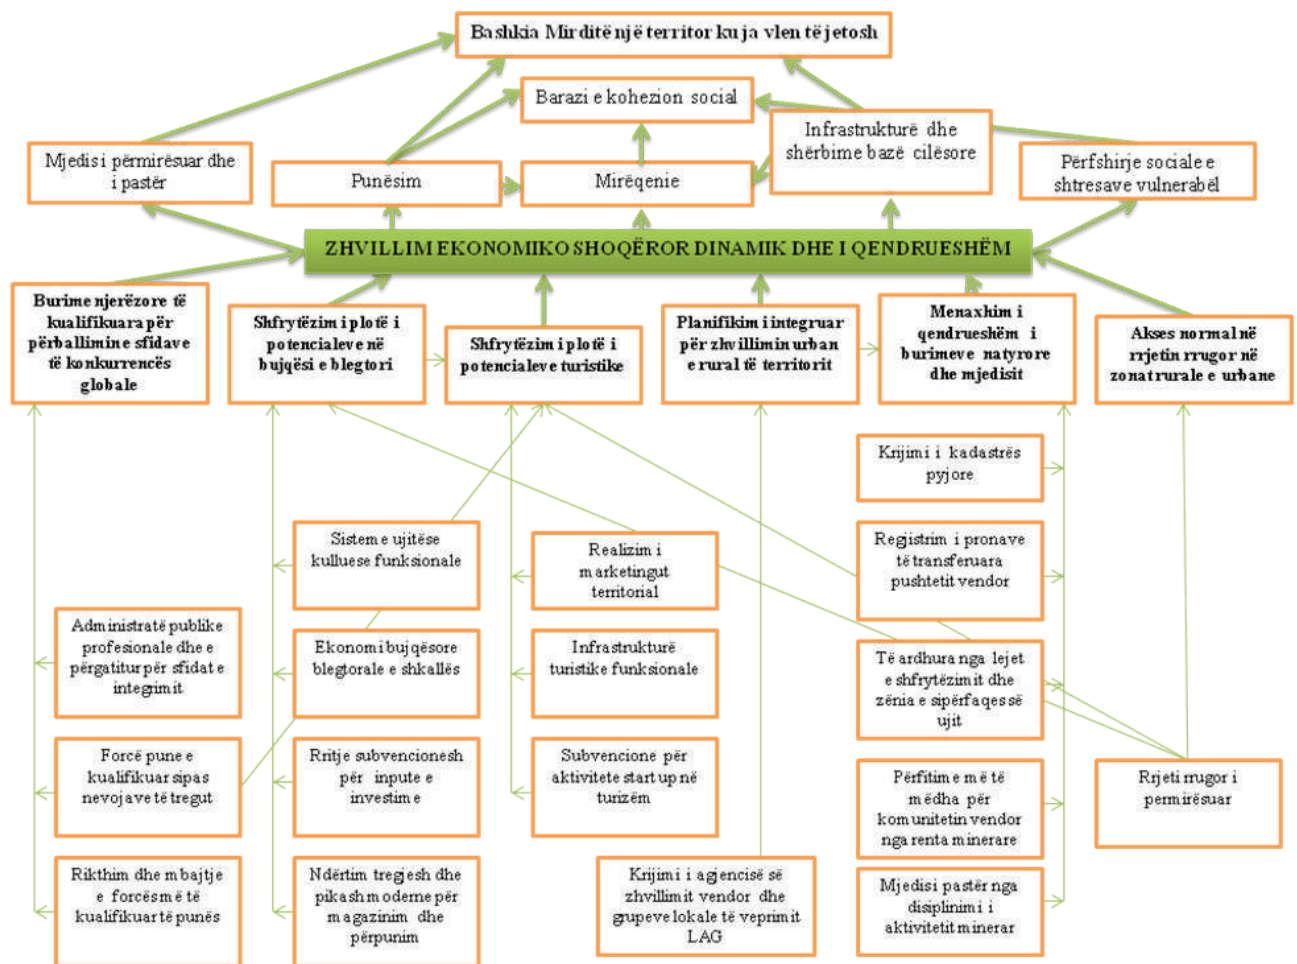 Bashkia Mirditë një territor ku ja vlen të jetosh
Barazi e kohezion social
Infrastrukturë dhe
shërbime bazë cilësore
Mjedis i përmirësuar dhe
i pastër
Punësim
Mirëqenie
Përfshirje sociale e
shtresave vulnerabël
ZHVILLIM EKONOMIKO SHOQËROR DINAMIK DHE I QENDRUESHËM
Burime njerëzore të
kualifikuara për
përballimin e sfidave
të konkurrencës
globale
Shfrytëzim i plotë i
potencialeve në
bujqësi e blegtori
Shfrytëzim i plotë i
potencialeve turistike
Planifikim i integruar
për zhvillimin urban
e rural të territorit
Menaxhim i
qendrueshëm i
burimeve natyrore
dhe mjedisit
Akses normal në
rrjetin rrugor në
zonat rurale e urbane
Krijimi i kadastrës
pyjore
Sisteme ujitëse
kulluese funksionale
Realizim i
marketingut
territorial
Regjistrim i pronave
të transferuara
pushtetit vendor
Administratë publike
profesionale dhe e
përgatitur për sfidat e
integrimit
Ekonomi bujqësore
blegtorale e shkallës
Infrastrukturë
turistike funksionale
Të ardhura nga lejet
e shfrytëzimit dhe
zënia e sipërfaqes së
ujit
Forcë pune e
kualifikuar sipas
nevojave të tregut
Rritje subvencionesh
për inpute e
investime
Subvencione për
aktivitete start up në
turizëm
Përfitime më të
mëdha për
komunitetin vendor
nga renta minerare
Rrjeti rrugor i
permirësuar
Rikthim dhe mbajtje
e forcës më të
kualifikuar të punës
Ndërtim tregjesh dhe
pikash moderne për
magazinim dhe
përpunim
Krijimi i agjencisë së
zhvillimit vendor dhe
grupeve lokale të veprimit
LAG
Mjedisi pastër nga
disiplinimi i
aktivitetit minerar